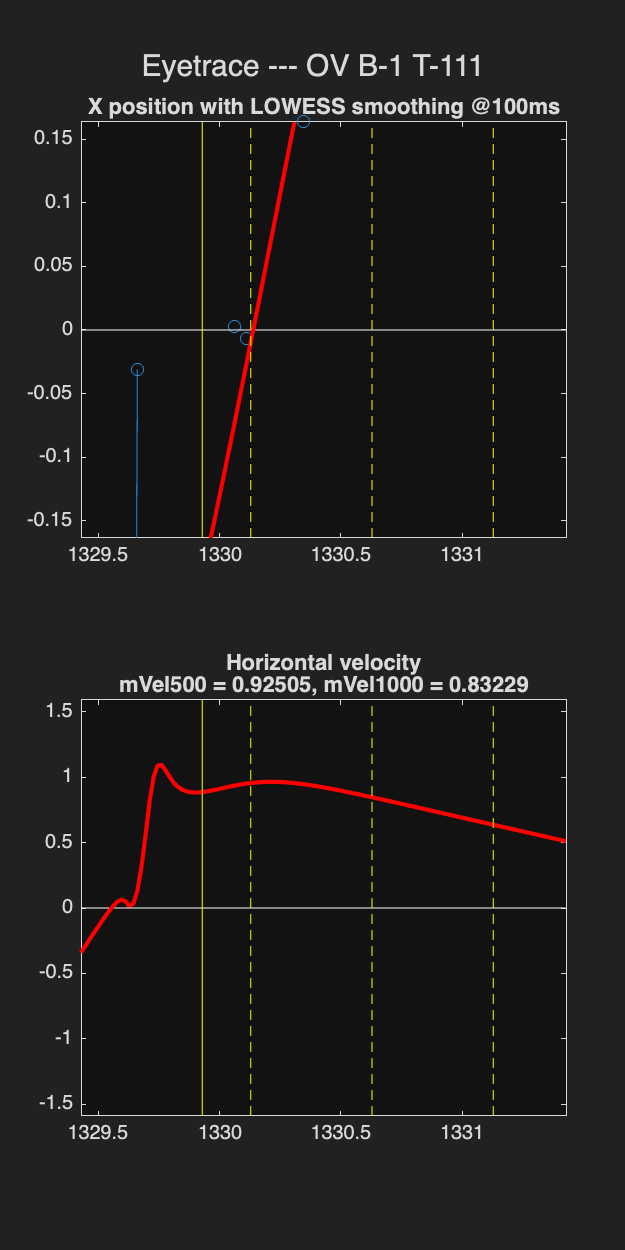 Eyetrace --- OV B-1 T-111
X position with LOWESS smoothing @100ms
0.15
0.1
0.05
0
-0.05
-0.1
-0.15
1329.5 1330 1330.5 1331
Horizontal velocity
mVel500 = 0.92505, mVel1000 = 0.83229
1.5
1
0.5
0
-0.5
-1
-1.5
1329.5 1330 1330.5 1331